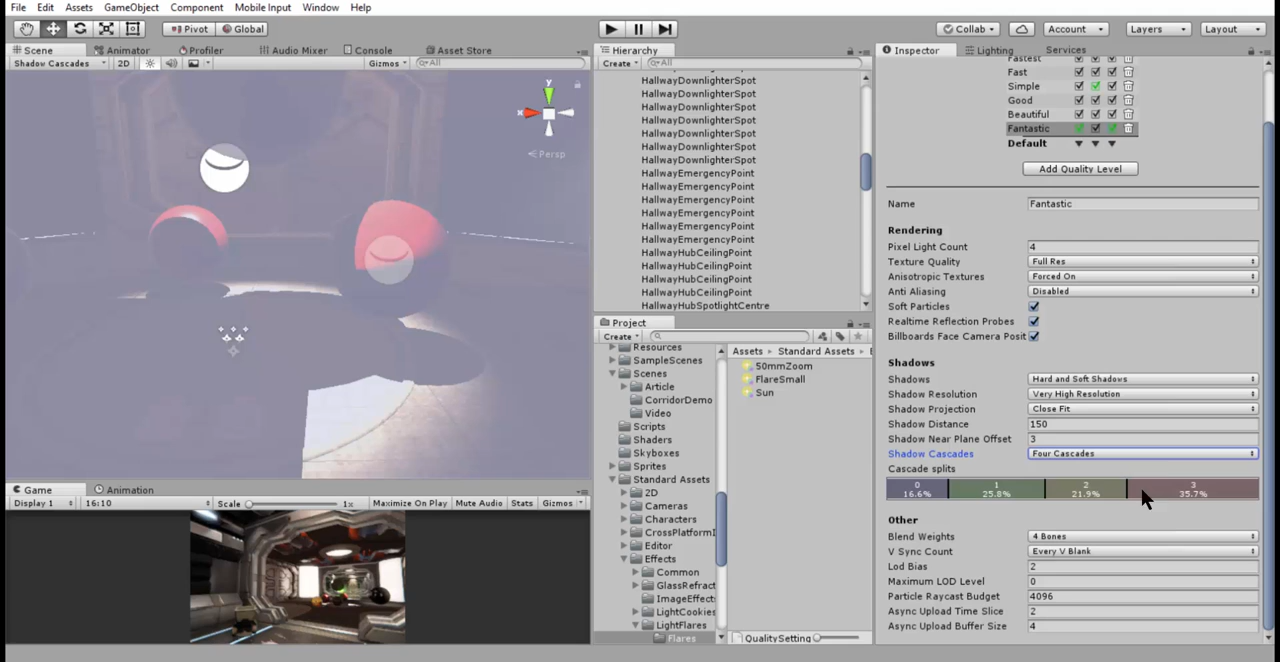 File Edit Assets GameObject Component Mobile Input Window Help
Pivot Global Collab Account Layers Layout
Scene Animator Profiler Audio Mixer Console Asset Store
Shadow Cascades 2D Gizmos All
y
x
Persp
Game Animation
Display 1 16:10 Scale 1x Maximize On Play Mute Audio Stats Gizmos
Hierarchy
Create All
HallwayDownlighterSpot
HallwayDownlighterSpot
HallwayDownlighterSpot
HallwayDownlighterSpot
HallwayDownlighterSpot
HallwayDownlighterSpot
HallwayDownlighterSpot
HallwayEmergencyPoint
HallwayEmergencyPoint
HallwayEmergencyPoint
HallwayEmergencyPoint
HallwayEmergencyPoint
HallwayEmergencyPoint
HallwayHubCeilingPoint
HallwayHubCeilingPoint
HallwayHubCeilingPoint
HallwayHubCeilingPoint
HallwayHubSpotlightCentre
Project
Create
Resources
SampleScenes
Scenes
Article
CorridorDemo
Video
Scripts
Shaders
Skyboxes
Sprites
Standard Assets
2D
Cameras
Characters
CrossPlatformI
Editor
Effects
Common
GlassRefract
ImageEffect
LightCookies
LightFlares
Flares
Assets Standard Assets
50mmZoom
FlareSmall
Sun
QualitySetting
Inspector Lighting Services
Fastest
Fast
Simple
Good
Beautiful
Fantastic
Default
Add Quality Level
Name Fantastic
Rendering
Pixel Light Count 4
Texture Quality Full Res
Anisotropic Textures Forced On
Anti Aliasing Disabled
Soft Particles
Realtime Reflection Probes
Billboards Face Camera Posit
Shadows
Shadows Hard and Soft Shadows
Shadow Resolution Very High Resolution
Shadow Projection Close Fit
Shadow Distance 150
Shadow Near Plane Offset 3
Shadow Cascades Four Cascades
Cascade splits
0 1 2 3
16.6% 25.8% 21.9% 35.7%
Other
Blend Weights 4 Bones
V Sync Count Every V Blank
Lod Bias 2
Maximum LOD Level 0
Particle Raycast Budget 4096
Async Upload Time Slice 2
Async Upload Buffer Size 4